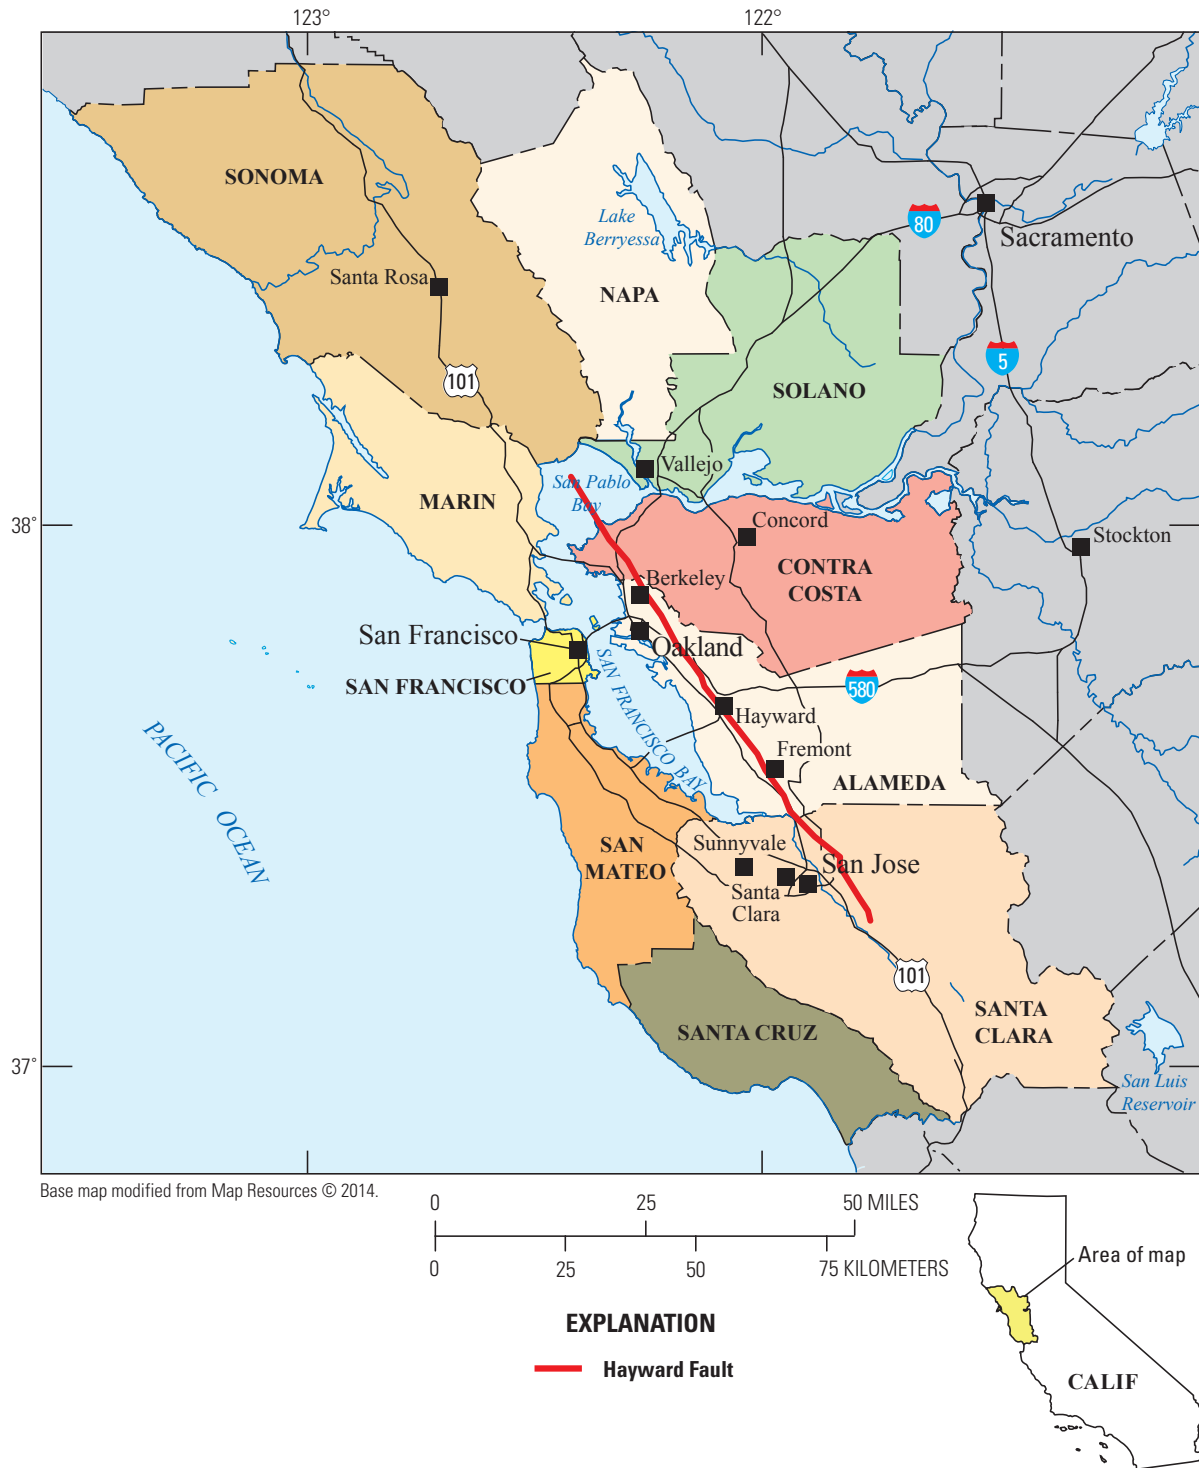 123°
122°
SONOMA
Lake
Berryessa
80
Sacramento
Santa Rosa
NAPA
5
101
SOLANO
Vallejo
San Pablo
Bay
MARIN
38°
Concord
Stockton
CONTRA
COSTA
Berkeley
San Francisco
Oakland
SAN FRANCISCO
580
SAN FRANCISCO BAY
Hayward
PACIFIC OCEAN
Fremont
ALAMEDA
SAN
MATEO
Sunnyvale
San Jose
Santa
Clara
101
SANTA
CLARA
SANTA CRUZ
37°
San Luis
Reservoir
Base map modified from Map Resources © 2014.
0 25 50 MILES
0 25 50 75 KILOMETERS
Area of map
EXPLANATION
Hayward Fault
CALIF